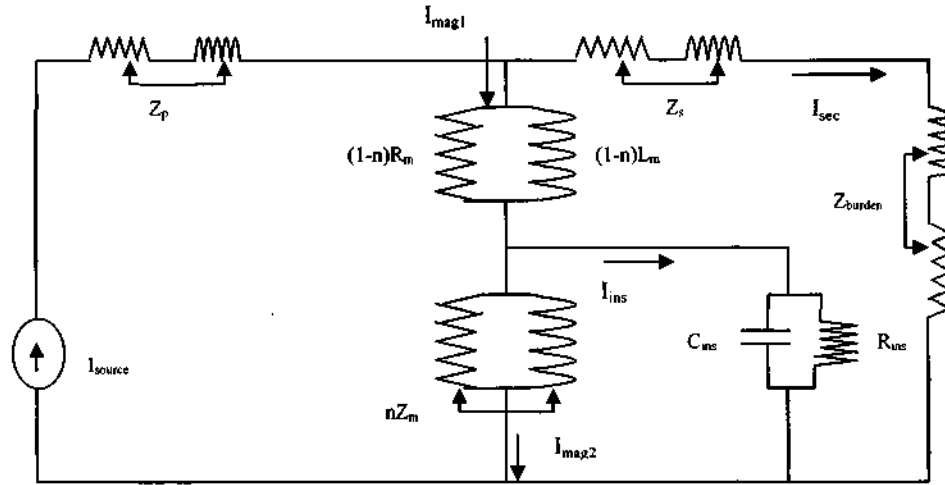 I_mag1
Z_p
Z_s
I_sec
(1-n)R_m
(1-n)L_m
Z_burden
I_ins
C_ins
R_ins
I_source
nZ_m
I_mag2